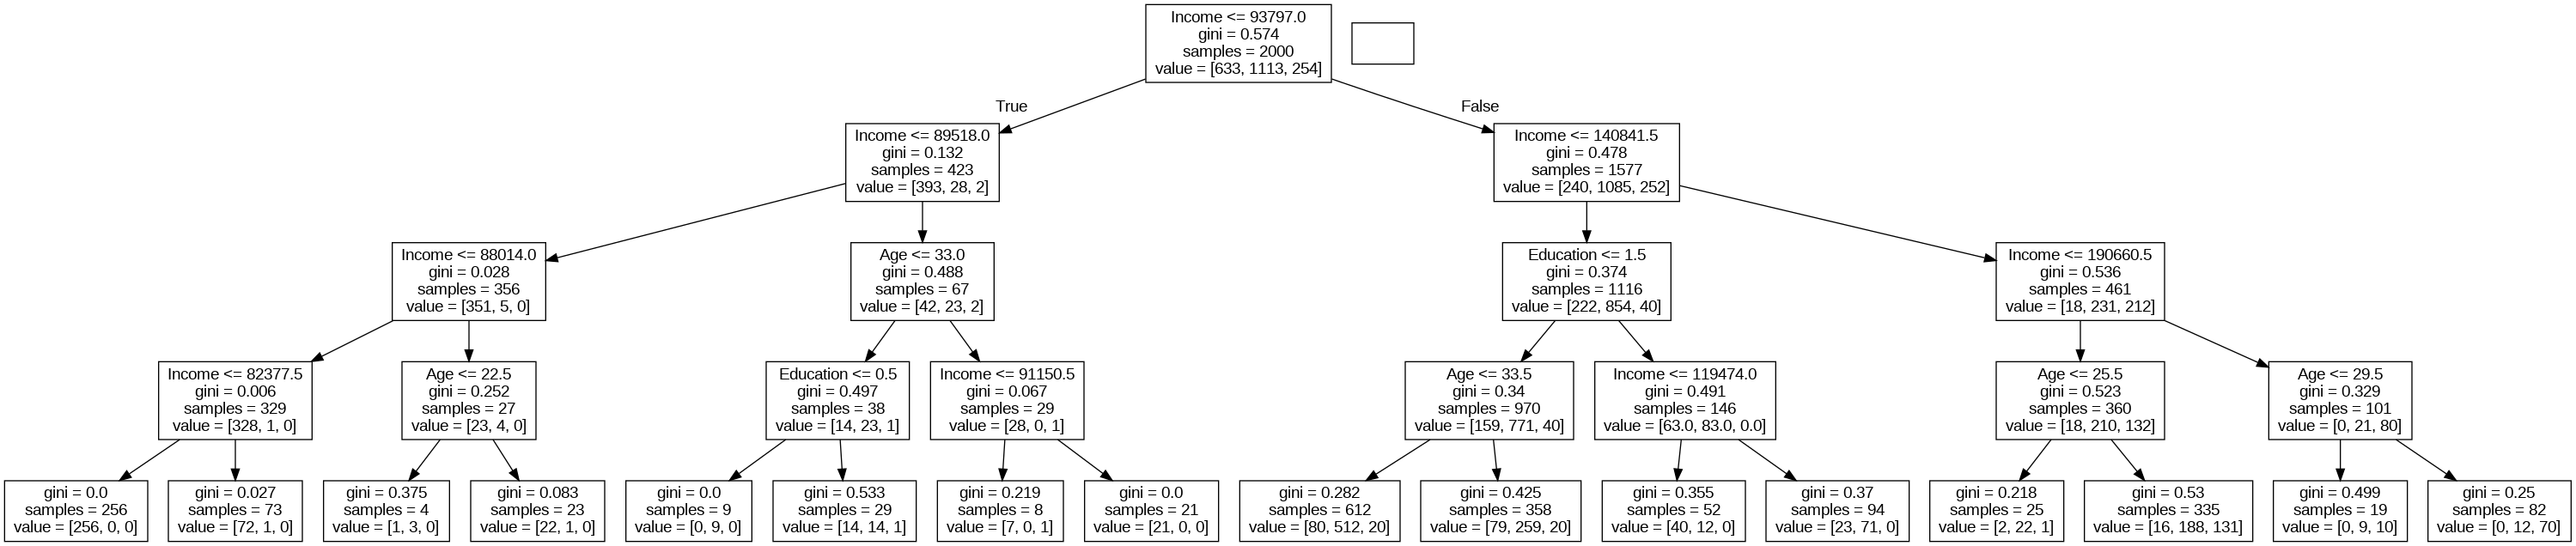 Income <= 93797.0
gini = 0.574
samples = 2000
value = [633, 1113, 254]
True
False
Income <= 89518.0
gini = 0.132
samples = 423
value = [393, 28, 2]
Income <= 140841.5
gini = 0.478
samples = 1577
value = [240, 1085, 252]
Income <= 88014.0
gini = 0.028
samples = 356
value = [351, 5, 0]
Age <= 33.0
gini = 0.488
samples = 67
value = [42, 23, 2]
Education <= 1.5
gini = 0.374
samples = 1116
value = [222, 854, 40]
Income <= 190660.5
gini = 0.536
samples = 461
value = [18, 231, 212]
Income <= 82377.5
gini = 0.006
samples = 329
value = [328, 1, 0]
Age <= 22.5
gini = 0.252
samples = 27
value = [23, 4, 0]
Education <= 0.5
gini = 0.497
samples = 38
value = [14, 23, 1]
Income <= 91150.5
gini = 0.067
samples = 29
value = [28, 0, 1]
Age <= 33.5
gini = 0.34
samples = 970
value = [159, 771, 40]
Income <= 119474.0
gini = 0.491
samples = 146
value = [63.0, 83.0, 0.0]
Age <= 25.5
gini = 0.523
samples = 360
value = [18, 210, 132]
Age <= 29.5
gini = 0.329
samples = 101
value = [0, 21, 80]
gini = 0.0
samples = 256
value = [256, 0, 0]
gini = 0.027
samples = 73
value = [72, 1, 0]
gini = 0.375
samples = 4
value = [1, 3, 0]
gini = 0.083
samples = 23
value = [22, 1, 0]
gini = 0.0
samples = 9
value = [0, 9, 0]
gini = 0.533
samples = 29
value = [14, 14, 1]
gini = 0.219
samples = 8
value = [7, 0, 1]
gini = 0.0
samples = 21
value = [21, 0, 0]
gini = 0.282
samples = 612
value = [80, 512, 20]
gini = 0.425
samples = 358
value = [79, 259, 20]
gini = 0.355
samples = 52
value = [40, 12, 0]
gini = 0.37
samples = 94
value = [23, 71, 0]
gini = 0.218
samples = 25
value = [2, 22, 1]
gini = 0.53
samples = 335
value = [16, 188, 131]
gini = 0.499
samples = 19
value = [0, 9, 10]
gini = 0.25
samples = 82
value = [0, 12, 70]